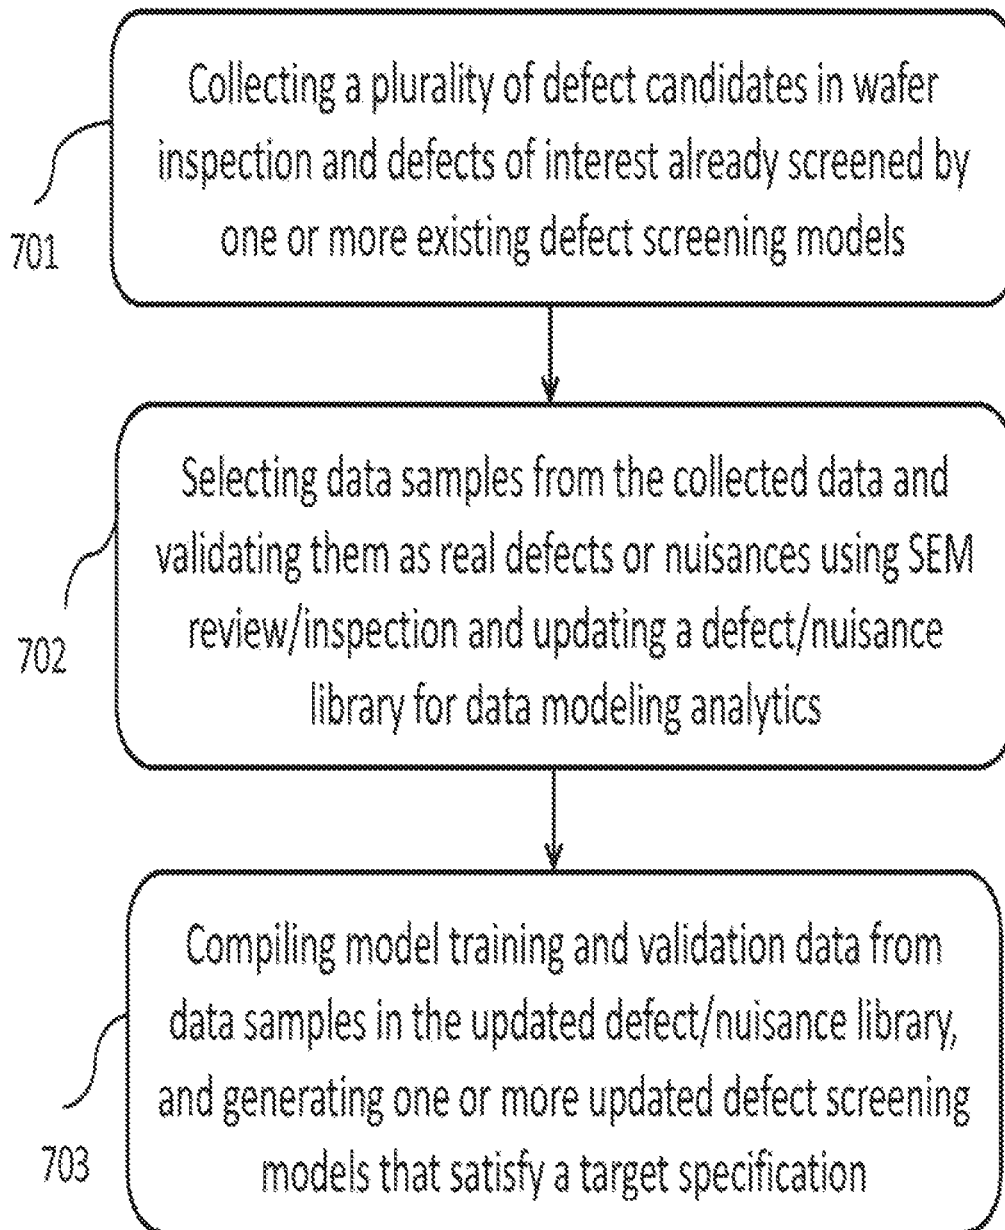 Collecting a plurality of defect candidates in wafer
inspection and defects of interest already screened by
one or more existing defect screening models
701
Selecting data samples from the collected data and
validating them as real defects or nuisances using SEM
review/inspection and updating a defect/nuisance
library for data modeling analytics
702
Compiling model training and validation data from
data samples in the updated defect/nuisance library,
and generating one or more updated defect screening
models that satisfy a target specification
703